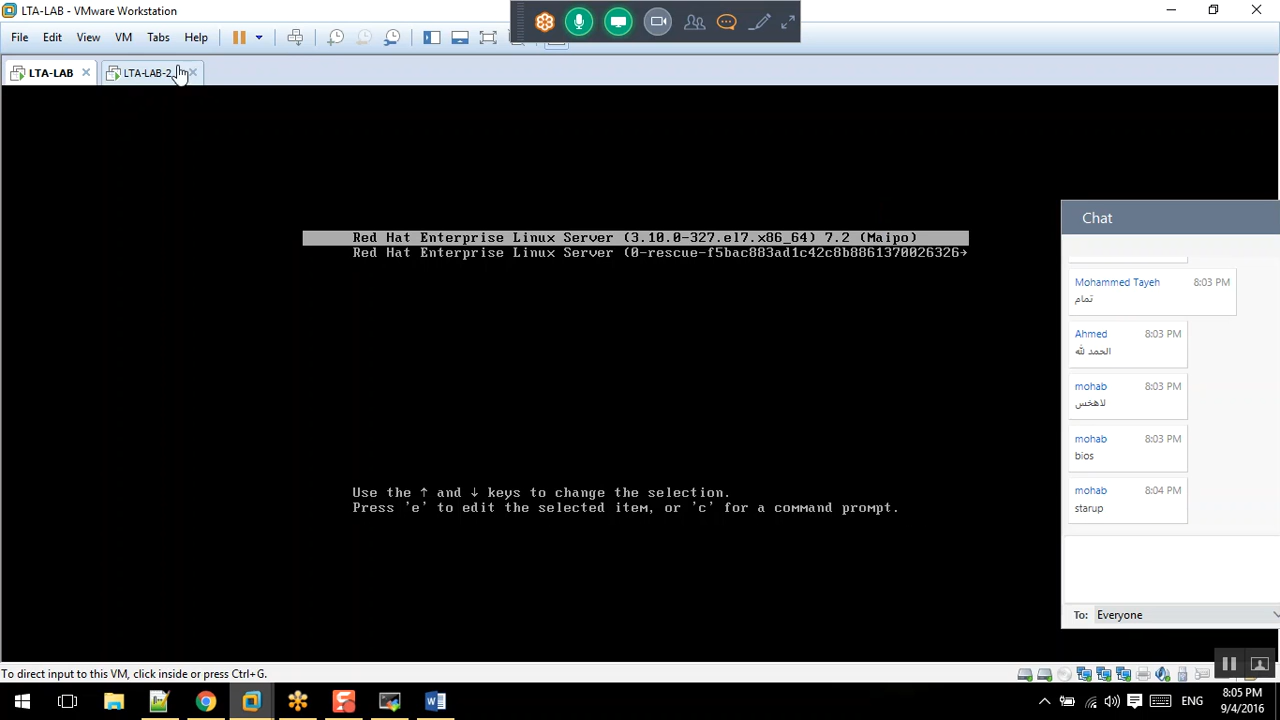 LTA-LAB - VMware Workstation
File Edit View VM Tabs Help
LTA-LAB
LTA-LAB-2
Red Hat Enterprise Linux Server (3.10.0-327.el7.x86_64) 7.2 (Maipo)
Red Hat Enterprise Linux Server (0-rescue-f5bac883ad1c42c8b8861370026326→
Use the ↑ and ↓ keys to change the selection.
Press 'e' to edit the selected item, or 'c' for a command prompt.
Chat
Mohammed Tayeh 8:03 PM
تمام
Ahmed 8:03 PM
الحمد لله
mohab 8:03 PM
لاهخس
mohab 8:03 PM
bios
mohab 8:04 PM
starup
To: Everyone
To direct input to this VM, click inside or press Ctrl+G.
ENG
8:05 PM
9/4/2016